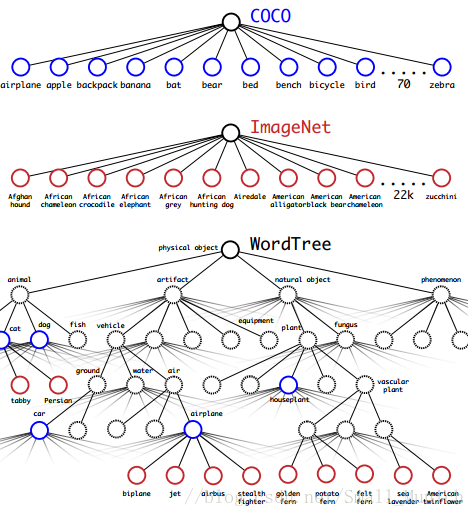 COCO
airplane apple backpack banana bat bear bed bench bicycle bird 70 zebra
ImageNet
Afghan hound
African chameleon
African crocodile
African elephant
African grey
African hunting dog
Airedale
American alligator
American black bear
American chameleon
22k
zucchini
physical object
WordTree
animal artifact natural object phenomenon
cat dog fish vehicle equipment plant fungus
ground water air vascular plant
tabby Persian houseplant
car airplane
biplane jet airbus stealth fighter golden fern potato fern felt fern sea lavender American twinflower